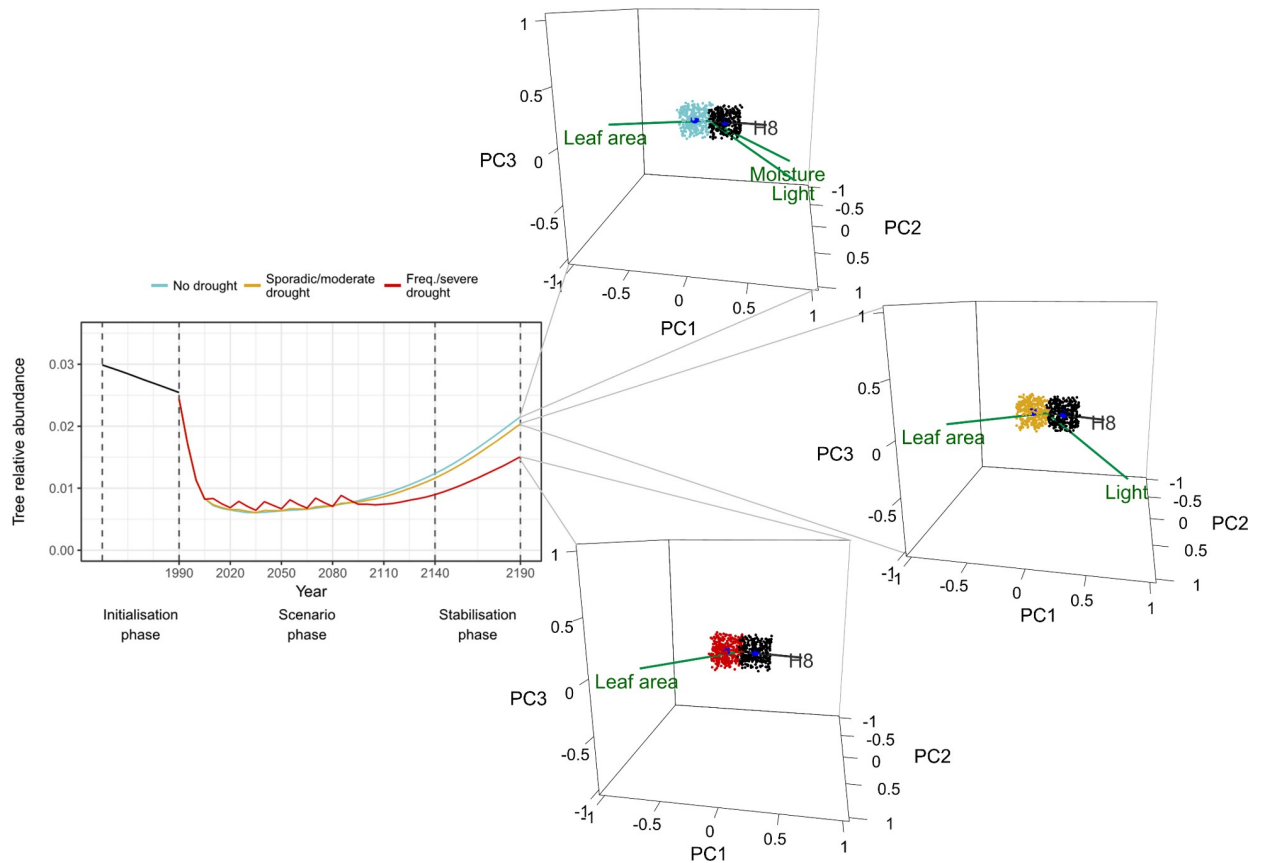 1
0.5
PC3
0
-0.5
-1
Leaf area
H8
Moisture
Light
-1
-0.5
0
0.5
1
PC2
-1
-0.5
0
0.5
1
PC1
No drought
Sporadic/moderate
drought
Freq./severe
drought
Tree relative abundance
0.03
0.02
0.01
0.00
1990
2020
2050
2080
2110
2140
2190
Year
Initialisation
phase
Scenario
phase
Stabilisation
phase
1
0.5
PC3
0
-0.5
-1
Leaf area
H8
Light
-1
-0.5
0
0.5
1
PC2
-1
-0.5
0
0.5
1
PC1
1
0.5
PC3
0
-0.5
-1
Leaf area
H8
-1
-0.5
0
0.5
1
PC2
-1
-0.5
0
0.5
1
PC1